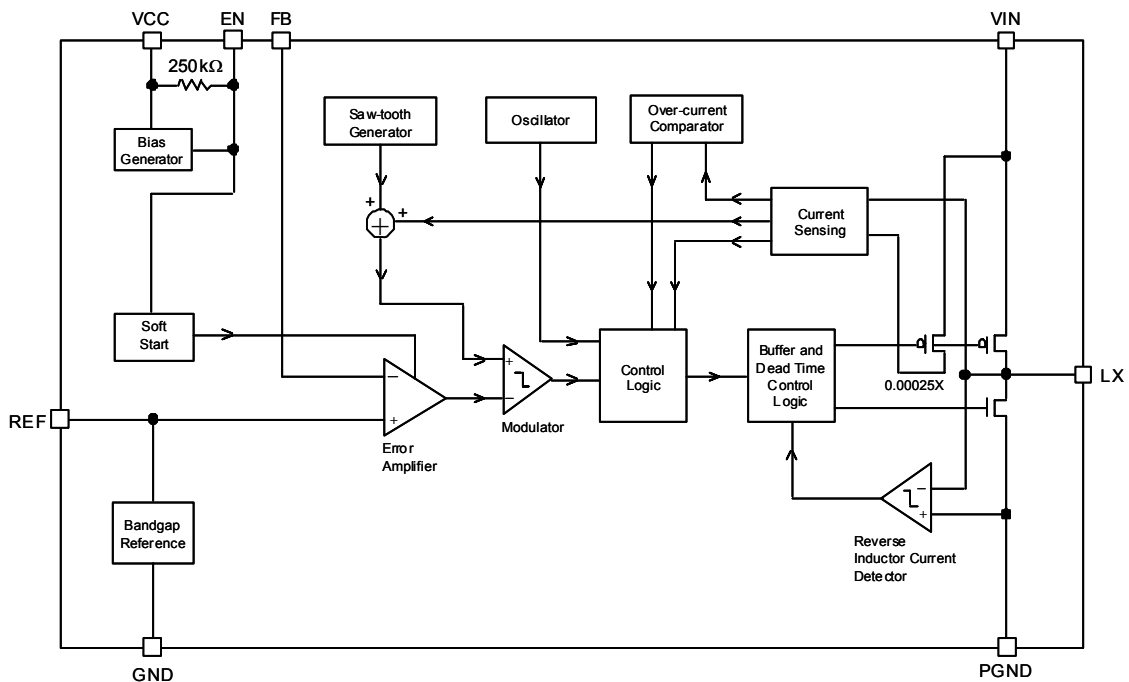 VCC
EN
FB
VIN
250kΩ
Saw-tooth
Generator
Oscillator
Over-current
Comparator
Bias
Generator
+
+
+
Current
Sensing
Soft
Start
Control
Logic
Buffer and
Dead Time
Control
Logic
0.00025X
LX
+
−
Modulator
−
+
Error
Amplifier
REF
Bandgap
Reference
−
+
Reverse
Inductor Current
Detector
GND
PGND